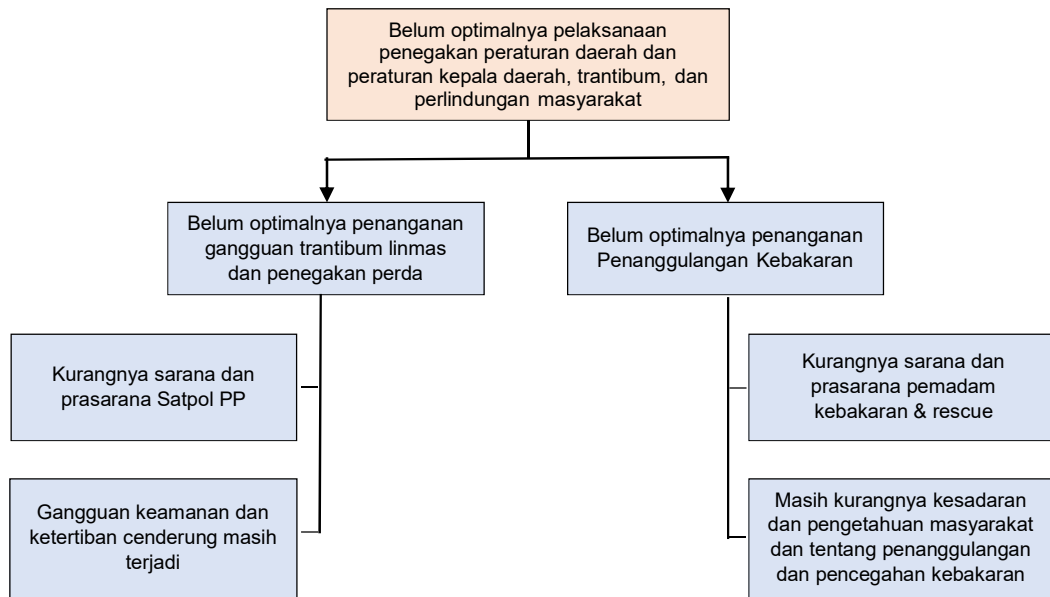 Belum optimalnya pelaksanaan
penegakan peraturan daerah dan
peraturan kepala daerah, trantibum, dan
perlindungan masyarakat
Belum optimalnya penanganan
gangguan trantibum linmas
dan penegakan perda
Belum optimalnya penanganan
Penanggulangan Kebakaran
Kurangnya sarana dan
prasarana Satpol PP
Kurangnya sarana dan
prasarana pemadam
kebakaran & rescue
Gangguan keamanan dan
ketertiban cenderung masih
terjadi
Masih kurangnya kesadaran
dan pengetahuan masyarakat
dan tentang penanggulangan
dan pencegahan kebakaran